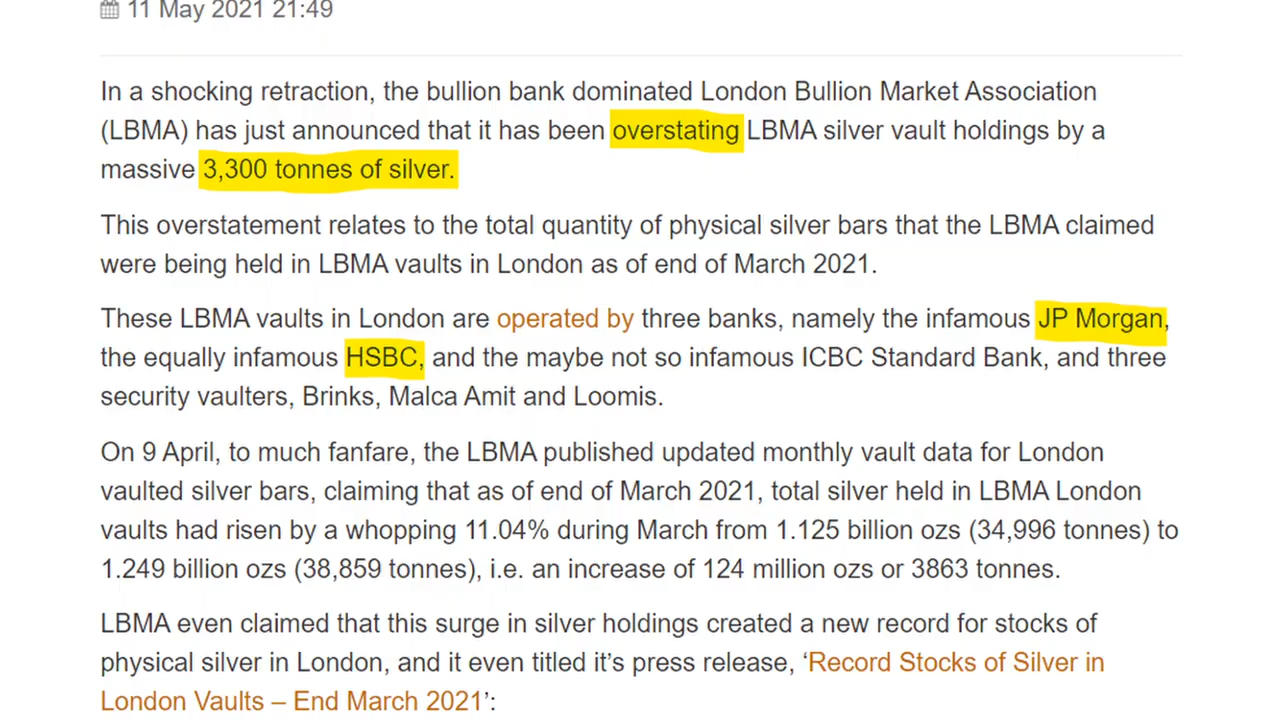 11 May 2021 21:49
In a shocking retraction, the bullion bank dominated London Bullion Market Association
(LBMA) has just announced that it has been overstating LBMA silver vault holdings by a
massive 3,300 tonnes of silver.
This overstatement relates to the total quantity of physical silver bars that the LBMA claimed
were being held in LBMA vaults in London as of end of March 2021.
These LBMA vaults in London are operated by three banks, namely the infamous JP Morgan,
the equally infamous HSBC, and the maybe not so infamous ICBC Standard Bank, and three
security vaulters, Brinks, Malca Amit and Loomis.
On 9 April, to much fanfare, the LBMA published updated monthly vault data for London
vaulted silver bars, claiming that as of end of March 2021, total silver held in LBMA London
vaults had risen by a whopping 11.04% during March from 1.125 billion ozs (34,996 tonnes) to
1.249 billion ozs (38,859 tonnes), i.e. an increase of 124 million ozs or 3863 tonnes.
LBMA even claimed that this surge in silver holdings created a new record for stocks of
physical silver in London, and it even titled it’s press release, ‘Record Stocks of Silver in
London Vaults – End March 2021’: